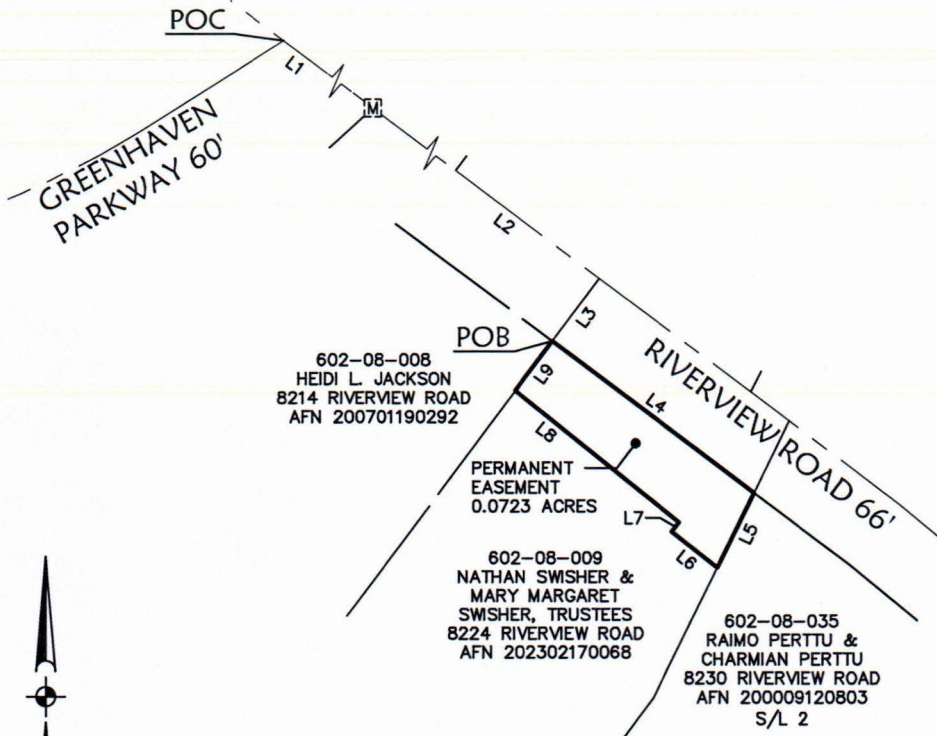 POC
L1
M
GREENHAVEN
PARKWAY 60'
L2
L3
POB
RIVERVIEW ROAD 66'
602-08-008
HEIDI L. JACKSON
8214 RIVERVIEW ROAD
AFN 200701190292
L9
L4
L8
PERMANENT
EASEMENT
0.0723 ACRES
L7
L5
L6
602-08-009
NATHAN SWISHER &
MARY MARGARET
SWISHER, TRUSTEES
8224 RIVERVIEW ROAD
AFN 202302170068
602-08-035
RAIMO PERTTU &
CHARMIAN PERTTU
8230 RIVERVIEW ROAD
AFN 200009120803
S/L 2